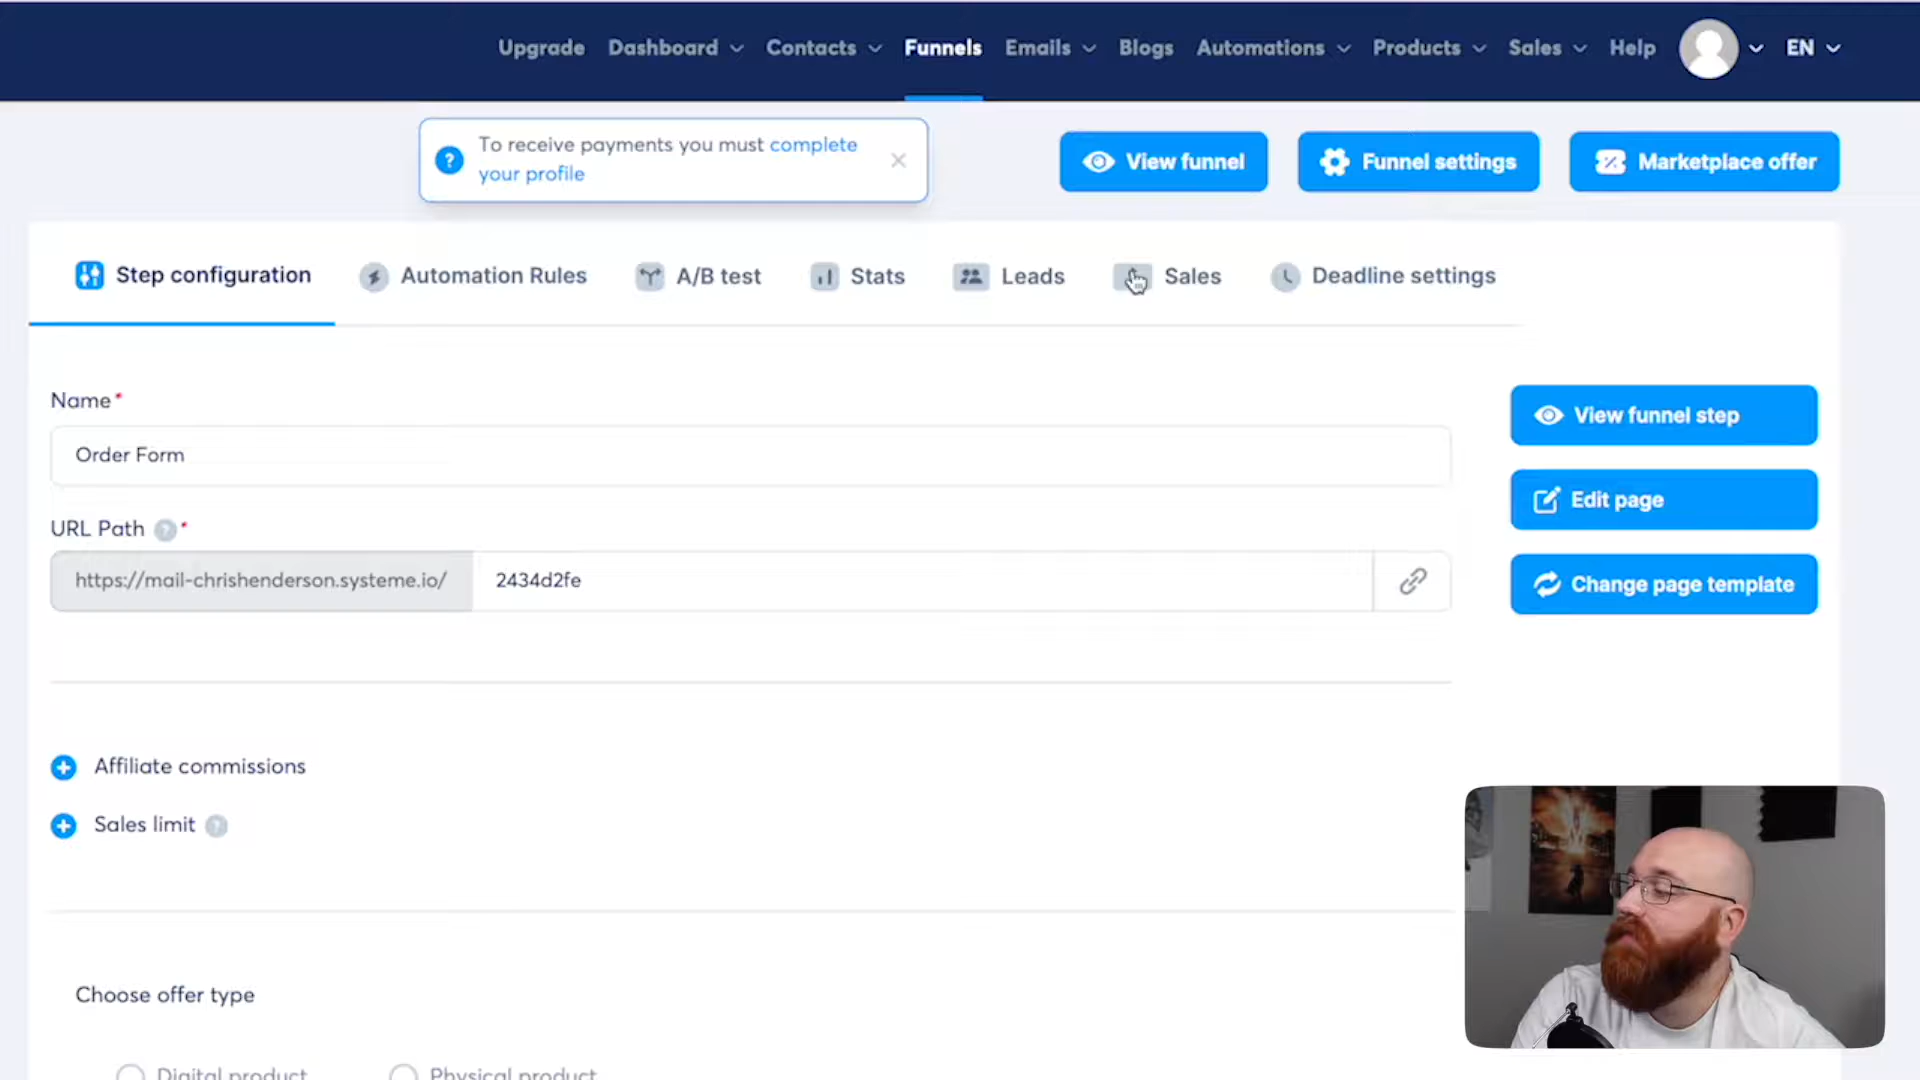 Upgrade Dashboard Contacts Funnels Emails Blogs Automations Products Sales Help EN
To receive payments you must complete
your profile
View funnel Funnel settings Marketplace offer
Step configuration Automation Rules A/B test Stats Leads Sales Deadline settings
Name*
Order Form
View funnel step
Edit page
URL Path ? *
https://mail-chrishenderson.systeme.io/ 2434d2fe
Change page template
Affiliate commissions
Sales limit ?
Choose offer type
Digital product Physical product